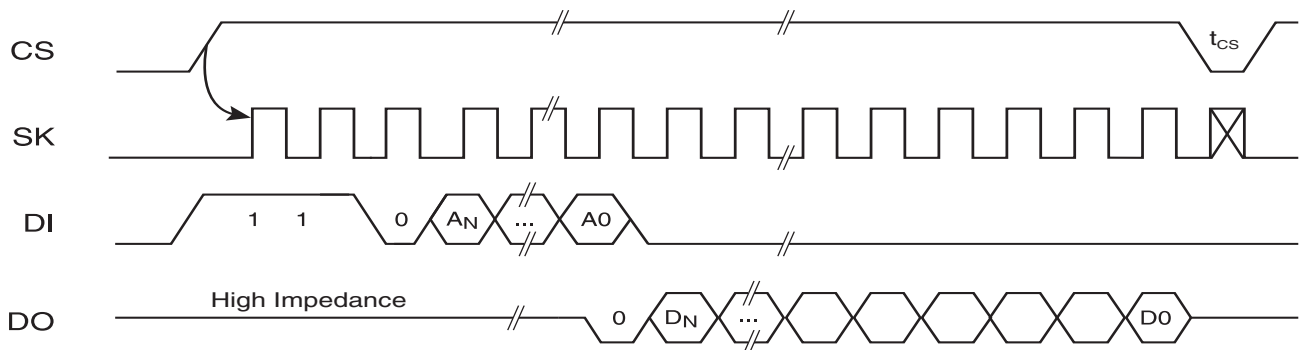 CS
tCS
SK
DI 1 1 0 AN ... A0
High Impedance
DO 0 DN ... D0